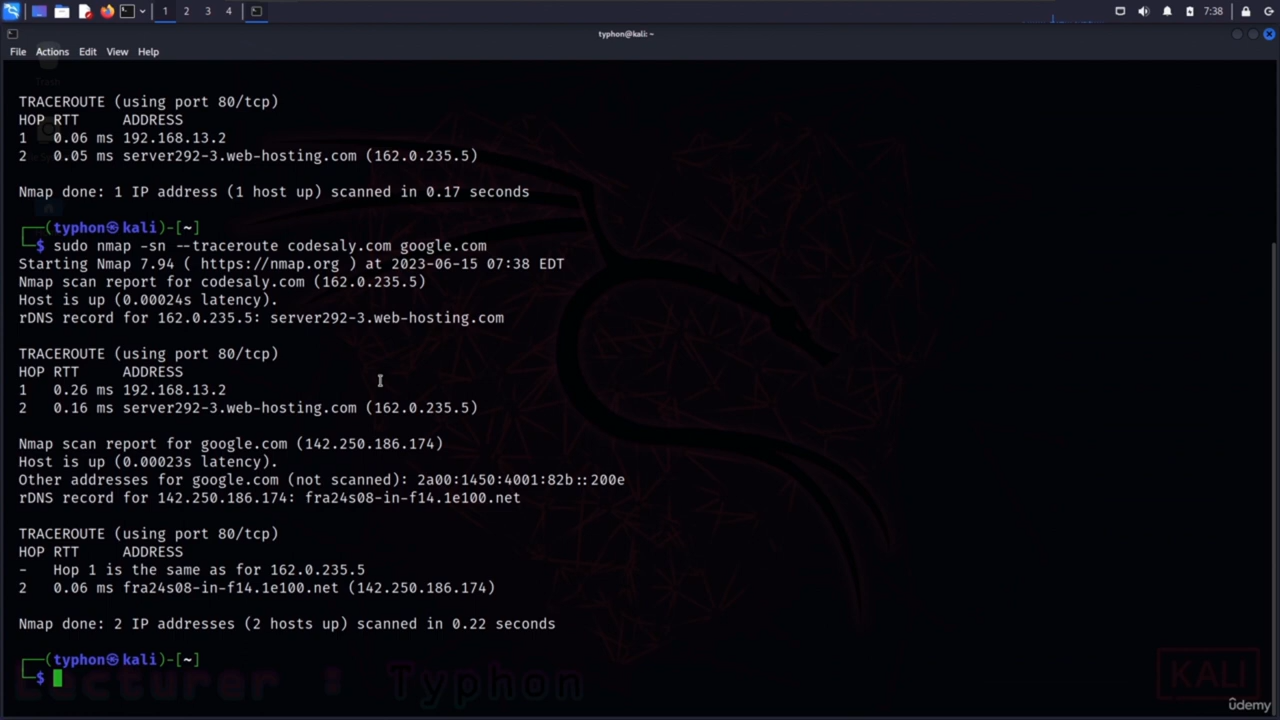 1 2 3 4 7:38
typhon@kali: ~
File Actions Edit View Help
TRACEROUTE (using port 80/tcp)
HOP RTT ADDRESS
1 0.06 ms 192.168.13.2
2 0.05 ms server292-3.web-hosting.com (162.0.235.5)
Nmap done: 1 IP address (1 host up) scanned in 0.17 seconds
┌──(typhon㉿kali)-[~]
└─$ sudo nmap -sn --traceroute codesaly.com google.com
Starting Nmap 7.94 ( https://nmap.org ) at 2023-06-15 07:38 EDT
Nmap scan report for codesaly.com (162.0.235.5)
Host is up (0.00024s latency).
rDNS record for 162.0.235.5: server292-3.web-hosting.com
TRACEROUTE (using port 80/tcp)
HOP RTT ADDRESS
1 0.26 ms 192.168.13.2
2 0.16 ms server292-3.web-hosting.com (162.0.235.5)
Nmap scan report for google.com (142.250.186.174)
Host is up (0.00023s latency).
Other addresses for google.com (not scanned): 2a00:1450:4001:82b::200e
rDNS record for 142.250.186.174: fra24s08-in-f14.1e100.net
TRACEROUTE (using port 80/tcp)
HOP RTT ADDRESS
- Hop 1 is the same as for 162.0.235.5
2 0.06 ms fra24s08-in-f14.1e100.net (142.250.186.174)
Nmap done: 2 IP addresses (2 hosts up) scanned in 0.22 seconds
┌──(typhon㉿kali)-[~]
└─$
Lecturer : Typhon
KALI
ûdemy